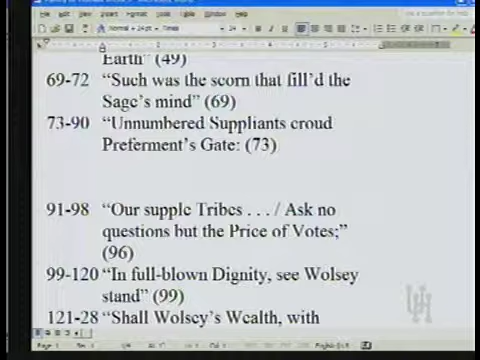 Earth" (49)
69-72 "Such was the scorn that fill'd the
Sage's mind" (69)
73-90 "Unnumbered Suppliants croud
Preferment's Gate: (73)
91-98 "Our supple Tribes . . . / Ask no
questions but the Price of Votes;"
(96)
99-120 "In full-blown Dignity, see Wolsey
stand" (99)
121-28 "Shall Wolsey's Wealth, with
UH